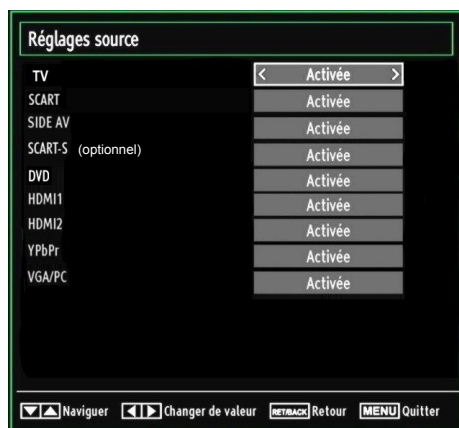 Réglages source
TV < Activée >
SCART Activée
SIDE AV Activée
SCART-S (optionnel) Activée
DVD Activée
HDMI1 Activée
HDMI2 Activée
YPbPr Activée
VGA/PC Activée
Naviguer Changer de valeur RET/BACK Retour MENU Quitter